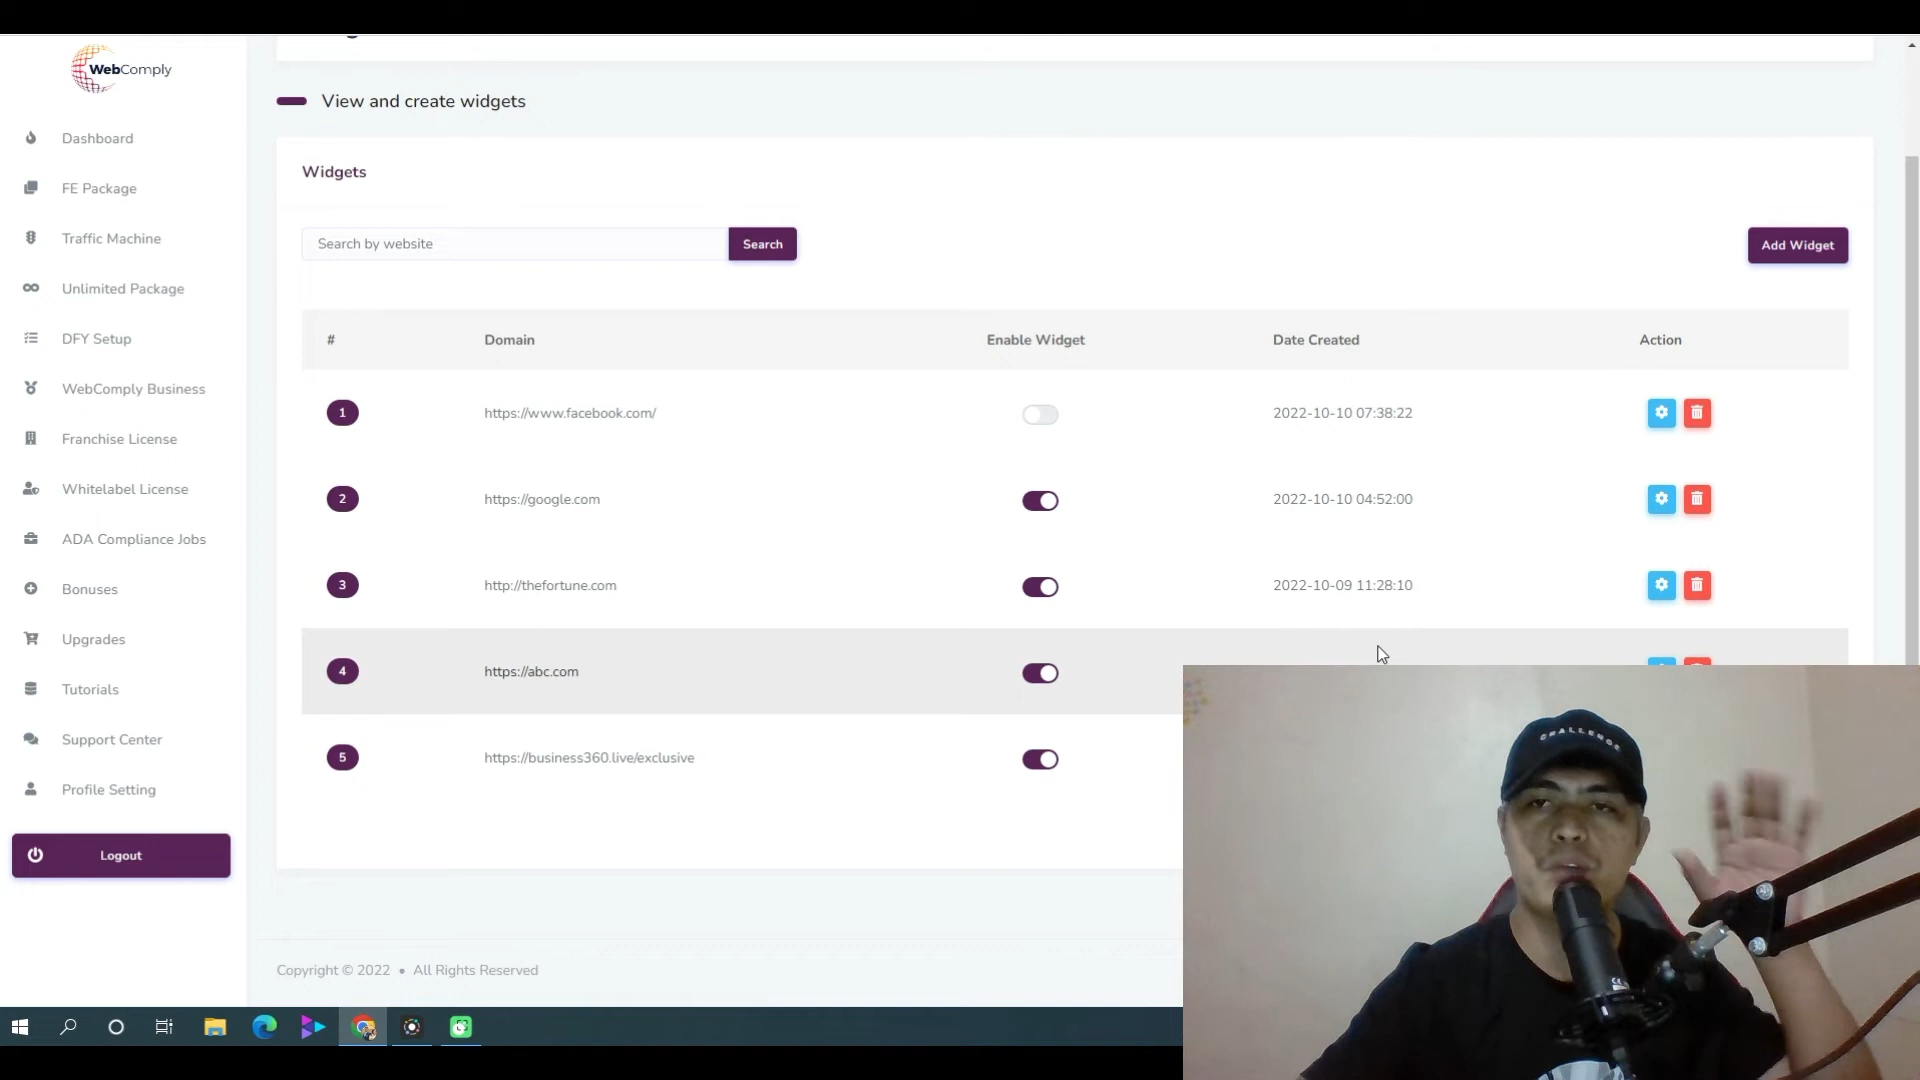 WebComply
View and create widgets
Dashboard
FE Package
Widgets
Traffic Machine
Search by website
Search
Add Widget
Unlimited Package
DFY Setup
#
Domain
Enable Widget
Date Created
Action
WebComply Business
1
https://www.facebook.com/
2022-10-10 07:38:22
Franchise License
Whitelabel License
2
https://google.com
2022-10-10 04:52:00
ADA Compliance Jobs
Bonuses
3
http://thefortune.com
2022-10-09 11:28:10
Upgrades
4
https://abc.com
Tutorials
Support Center
5
https://business360.live/exclusive
Profile Setting
Logout
CHALLENGE
Copyright © 2022 • All Rights Reserved